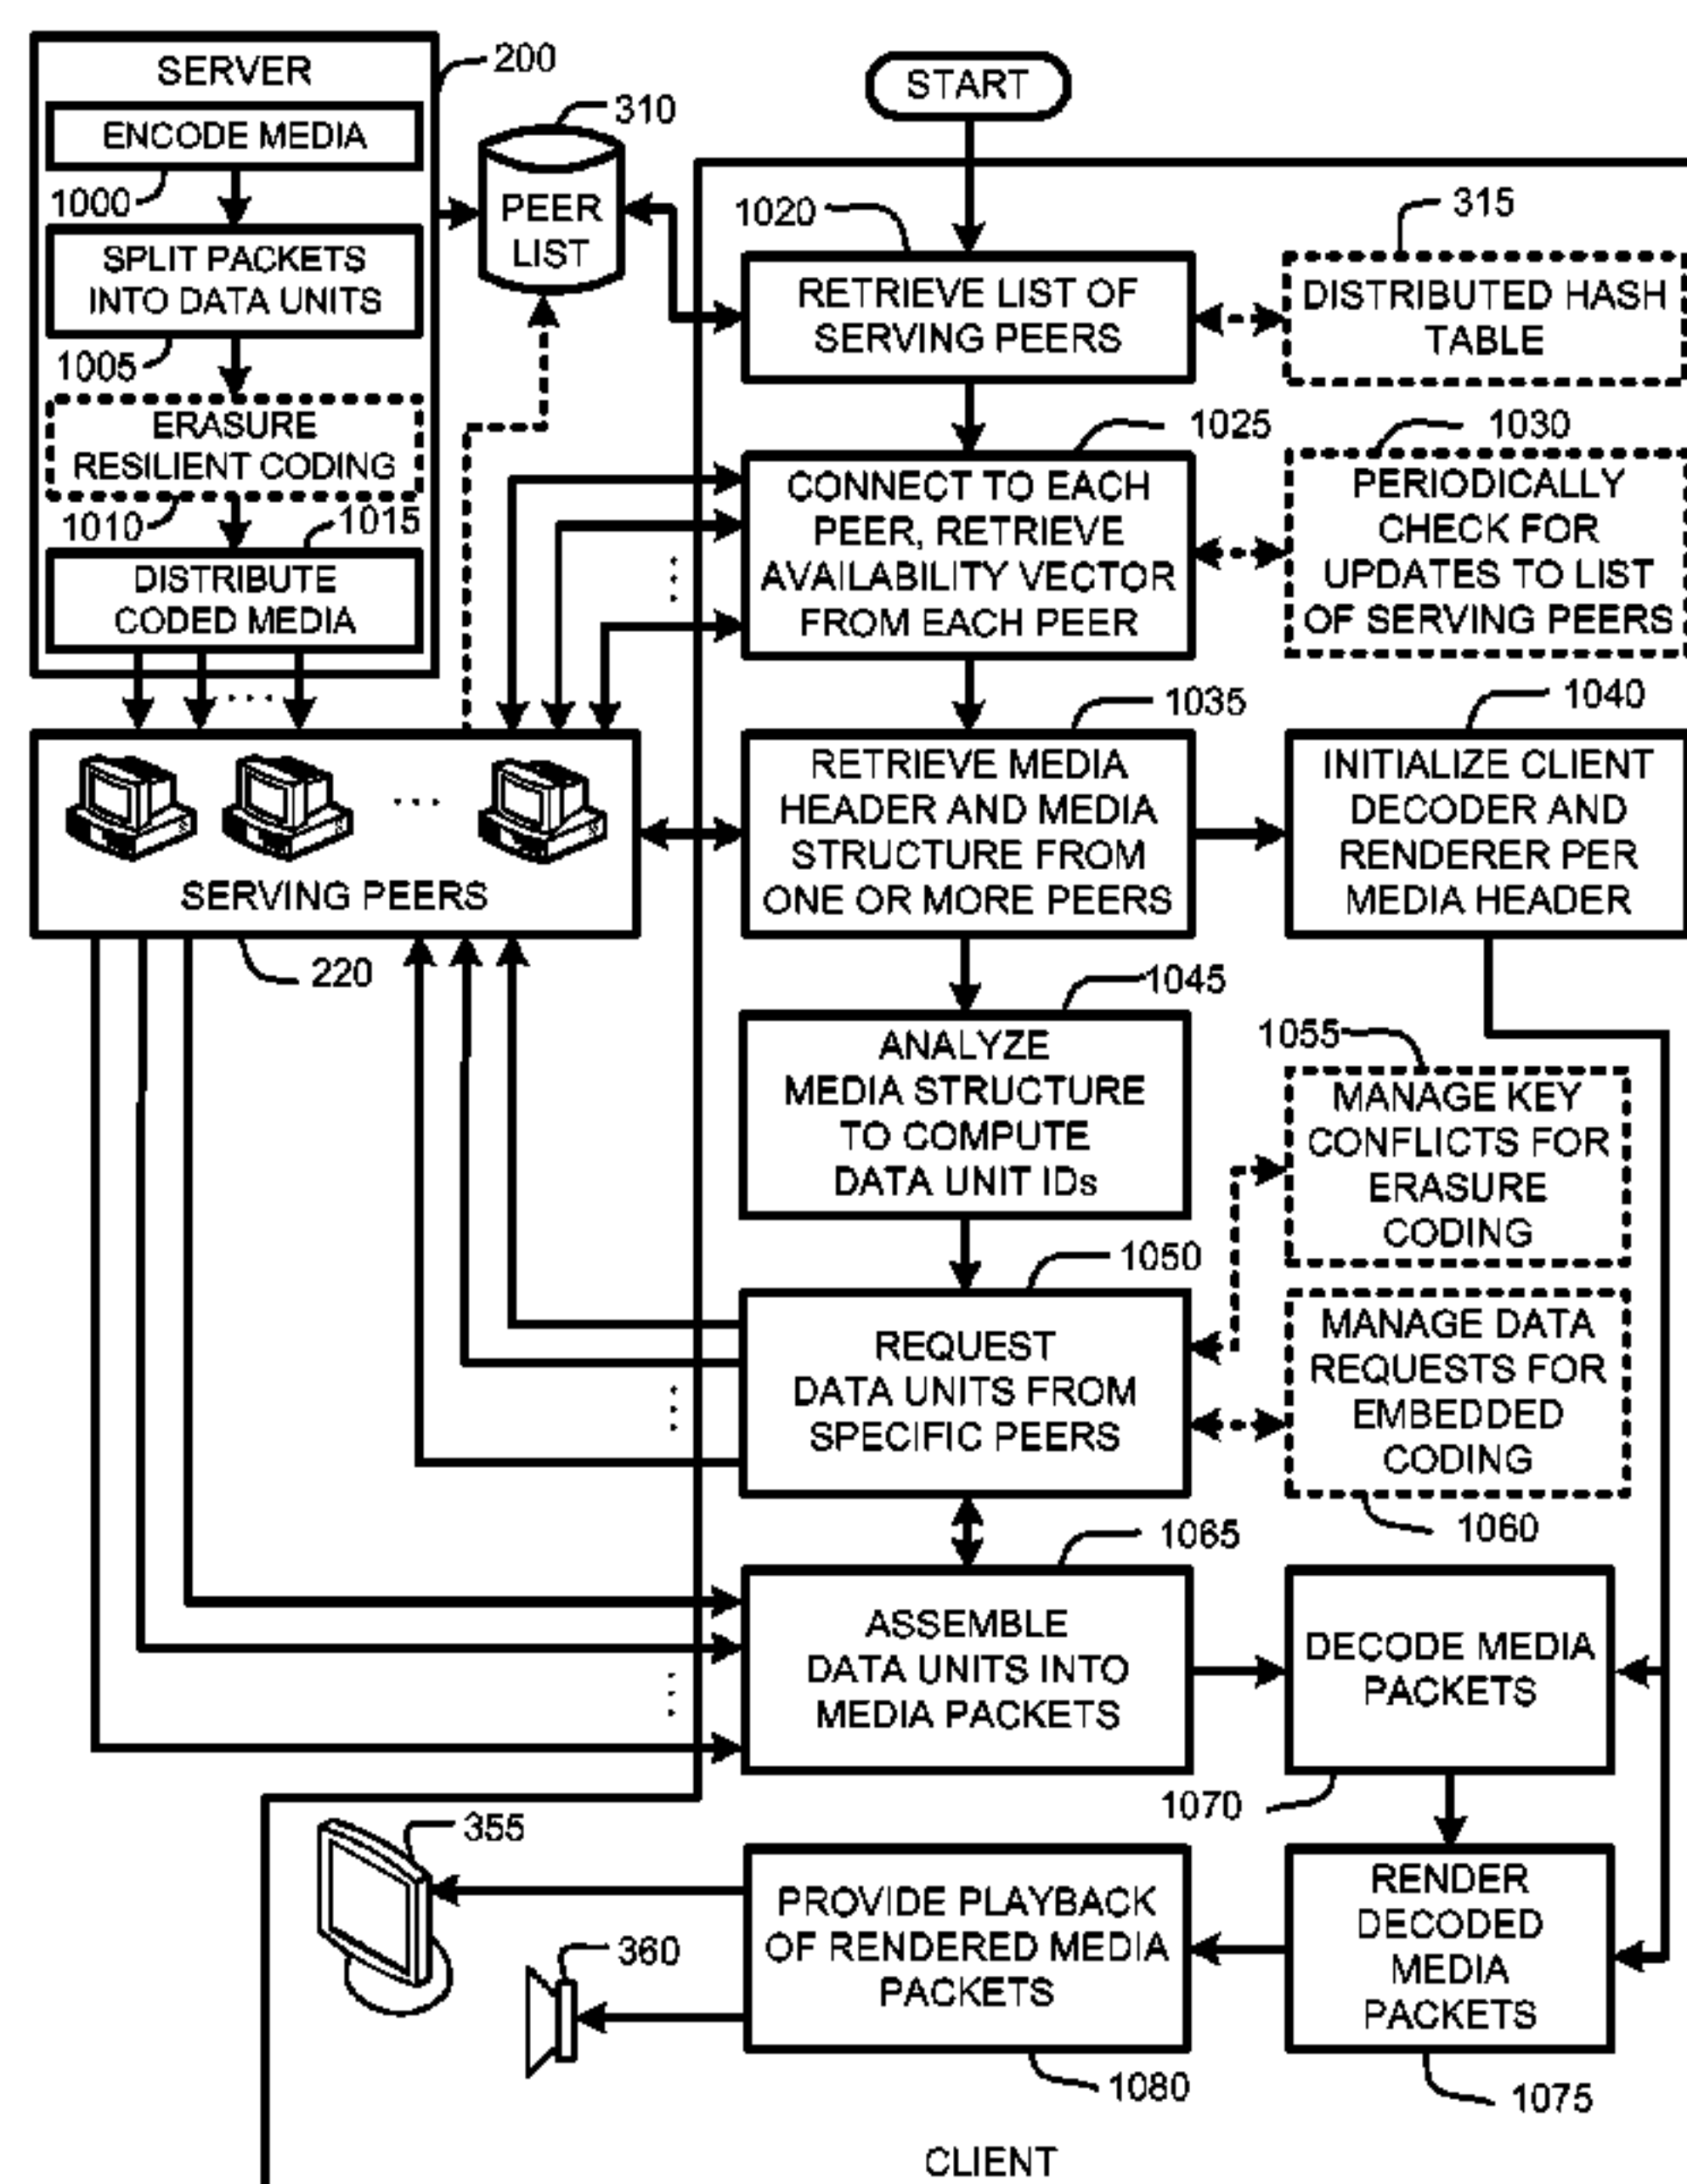 SERVER
200
ENCODE MEDIA
1000
SPLIT PACKETS
INTO DATA UNITS
1005
ERASURE
RESILIENT CODING
1010
1015
DISTRIBUTE
CODED MEDIA
310
PEER
LIST
START
1020
RETRIEVE LIST OF
SERVING PEERS
315
DISTRIBUTED HASH
TABLE
1025
CONNECT TO EACH
PEER, RETRIEVE
AVAILABILITY VECTOR
FROM EACH PEER
1030
PERIODICALLY
CHECK FOR
UPDATES TO LIST
OF SERVING PEERS
SERVING PEERS
220
1035
RETRIEVE MEDIA
HEADER AND MEDIA
STRUCTURE FROM
ONE OR MORE PEERS
1040
INITIALIZE CLIENT
DECODER AND
RENDERER PER
MEDIA HEADER
1045
ANALYZE
MEDIA STRUCTURE
TO COMPUTE
DATA UNIT IDs
1055
MANAGE KEY
CONFLICTS FOR
ERASURE
CODING
1050
REQUEST
DATA UNITS FROM
SPECIFIC PEERS
MANAGE DATA
REQUESTS FOR
EMBEDDED
CODING
1060
1065
ASSEMBLE
DATA UNITS INTO
MEDIA PACKETS
DECODE MEDIA
PACKETS
1070
355
360
PROVIDE PLAYBACK
OF RENDERED MEDIA
PACKETS
1080
RENDER
DECODED
MEDIA
PACKETS
1075
CLIENT